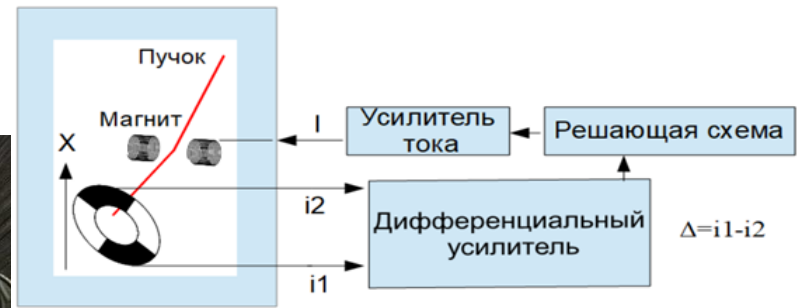 Пучок
Магнит
X
I
Усилитель
тока
Решающая схема
i2
i1
Дифференциальный
усилитель
Δ=i1-i2